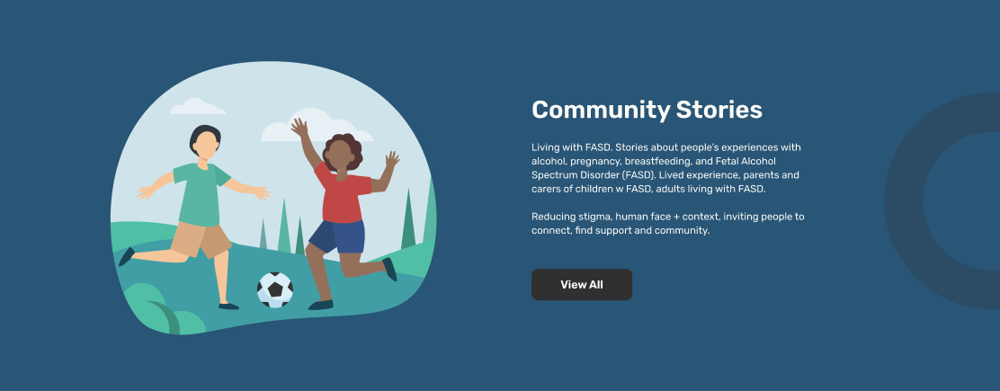 Community Stories
Living with FASD. Stories about people's experiences with
alcohol, pregnancy, breastfeeding, and Fetal Alcohol
Spectrum Disorder (FASD). Lived experience, parents and
carers of children w FASD, adults living with FASD.
Reducing stigma, human face + context, inviting people to
connect, find support and community.
View All